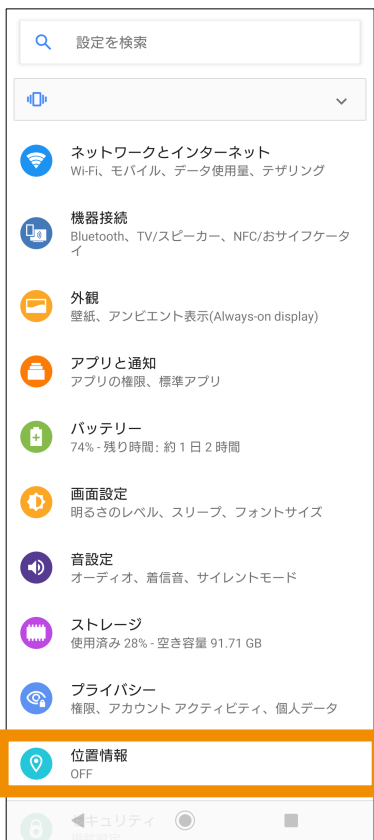 設定を検索
ネットワークとインターネット
Wi-Fi、モバイル、データ使用量、テザリング
機器接続
Bluetooth、TV/スピーカー、NFC/おサイフケータ
イ
外観
壁紙、アンビエント表示(Always-on display)
アプリと通知
アプリの権限、標準アプリ
バッテリー
74% - 残り時間: 約 1 日 2 時間
画面設定
明るさのレベル、スリープ、フォントサイズ
音設定
オーディオ、着信音、サイレントモード
ストレージ
使用済み 28% - 空き容量 91.71 GB
プライバシー
権限、アカウント アクティビティ、個人データ
位置情報
OFF
キュリティ